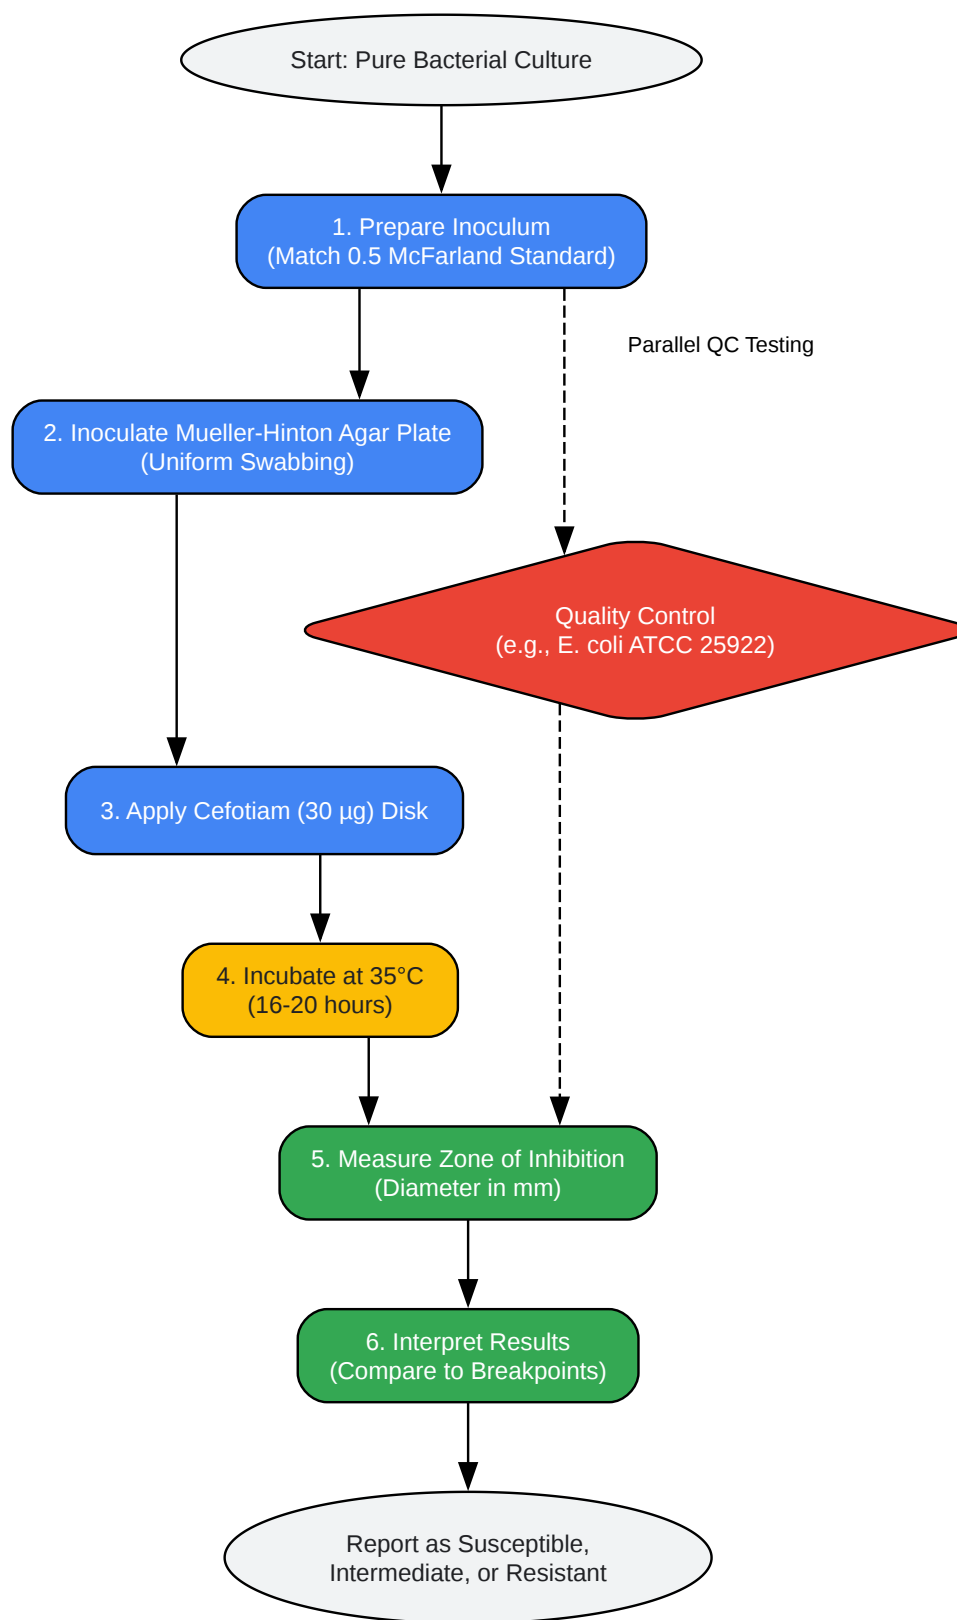 Start: Pure Bacterial Culture
1. Prepare Inoculum
(Match 0.5 McFarland Standard)
Parallel QC Testing
2. Inoculate Mueller-Hinton Agar Plate
(Uniform Swabbing)
Quality Control
(e.g., E. coli ATCC 25922)
3. Apply Cefotiam (30 µg) Disk
4. Incubate at 35°C
(16-20 hours)
5. Measure Zone of Inhibition
(Diameter in mm)
6. Interpret Results
(Compare to Breakpoints)
Report as Susceptible,
Intermediate, or Resistant